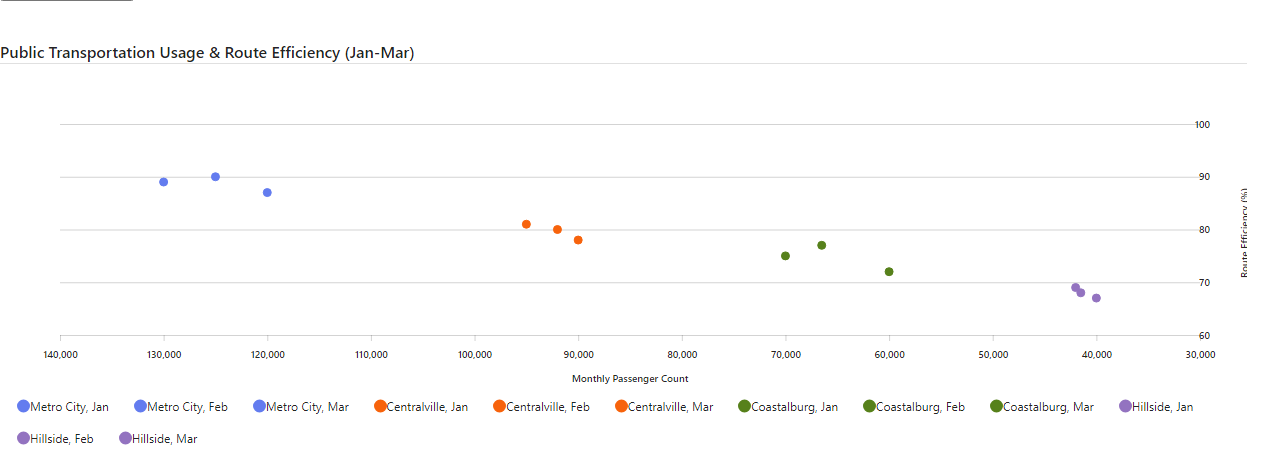 Public Transportation Usage & Route Efficiency (Jan-Mar)
100
90
80
70
60
Route Efficiency (%)
140,000 130,000 120,000 110,000 100,000 90,000 80,000 70,000 60,000 50,000 40,000 30,000
Monthly Passenger Count
Metro City, Jan Metro City, Feb Metro City, Mar Centralville, Jan Centralville, Feb Centralville, Mar Coastalburg, Jan Coastalburg, Feb Coastalburg, Mar Hillside, Jan
Hillside, Feb Hillside, Mar